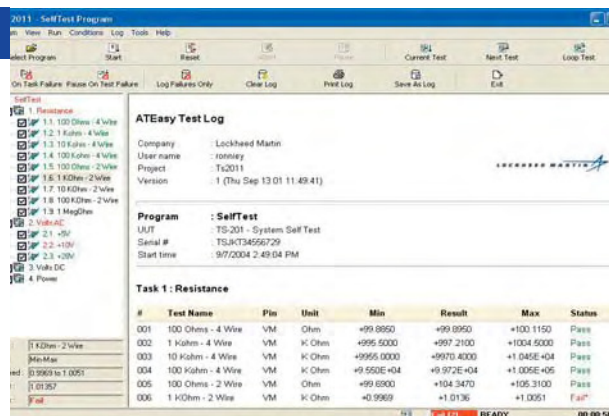 2011 - SelfTest Program
View Run Conditions Log Tools Help
Select Program Start Reset Abort Pause Current Test Next Test Loop Test
On Task Failure Pause On Test Failure Log Failures Only Clear Log Print Log Save As Log Exit
SelfTest
1. Resistance
1.1. 100 Ohms - 4 Wire
1.2. 1 Kohm - 4 Wire
1.3. 10 Kohm - 4 Wire
1.4. 100 Kohm - 4 Wire
1.5. 100 Ohms - 2 Wire
1.6. 1 KOhm - 2 Wire
1.7. 10 KOhm - 2 Wire
1.8. 100 KOhm - 2 Wire
1.9. 1 MegOhm
2. Volts AC
2.1. +5V
2.2. +10V
2.3. +20V
3. Volts DC
4. Power
1 KOhm - 2 Wire
Min-Max
0.9969 to 1.0051
1.01357
Fail
ATEasy Test Log
Company : Lockheed Martin
User name : ronniey
Project : Ts2011
Version : 1 (Thu Sep 13 01 11:49:41)
LOCKHEED MARTIN
Program : SelfTest
UUT : TS-201 - System Self Test
Serial # : TSJKT34556729
Start time : 9/7/2004 2:49:04 PM
Task 1 : Resistance
# Test Name Pin Unit Min Result Max Status
001 100 Ohms - 4 Wire VM Ohm +99.8850 +99.8950 +100.1150 Pass
002 1 Kohm - 4 Wire VM K Ohm +995.5000 +997.2100 +1004.5000 Pass
003 10 Kohm - 4 Wire VM K Ohm +9955.0000 +9970.4000 +1.045E+04 Pass
004 100 Kohm - 4 Wire VM K Ohm +9.550E+04 +9.972E+04 +1.005E+05 Pass
005 100 Ohms - 2 Wire VM Ohm +99.6900 +104.3470 +105.3100 Pass
006 1 KOhm - 2 Wire VM K Ohm +0.9969 +1.0136 +1.0051 Fail*
READY